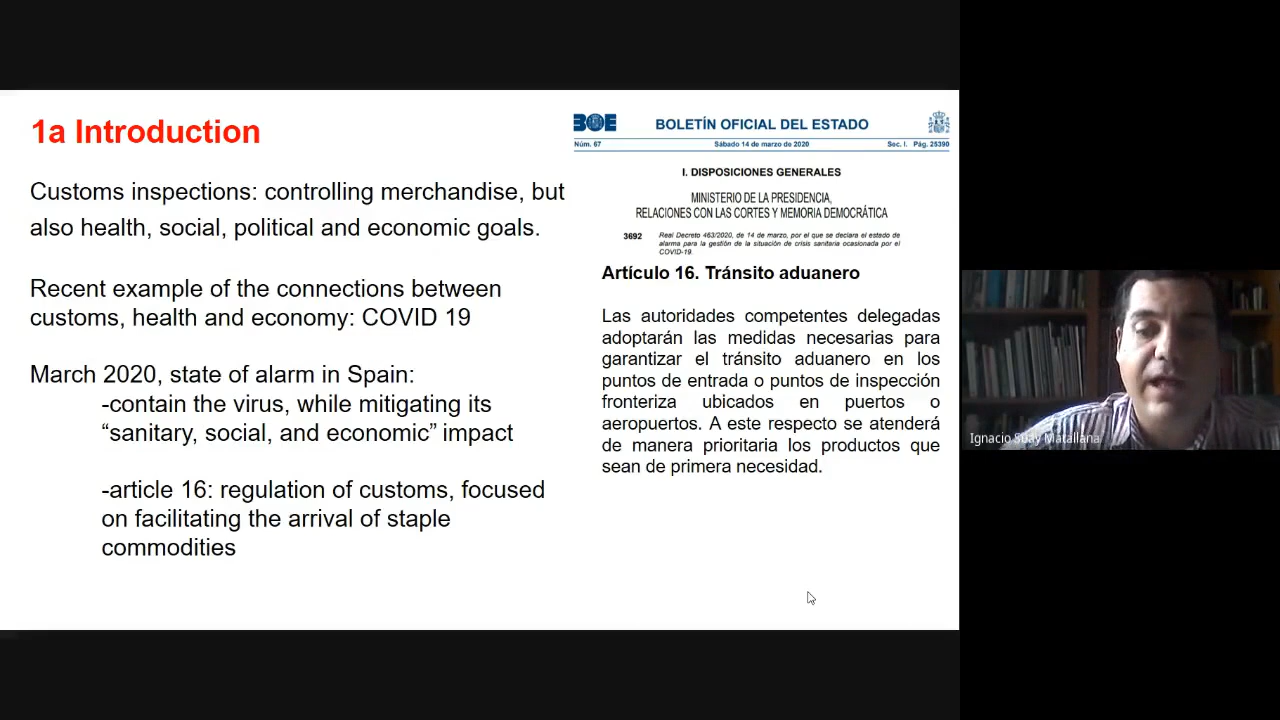 1a Introduction
Customs inspections: controlling merchandise, but
also health, social, political and economic goals.
Recent example of the connections between
customs, health and economy: COVID 19
March 2020, state of alarm in Spain:
-contain the virus, while mitigating its
“sanitary, social, and economic” impact
-article 16: regulation of customs, focused
on facilitating the arrival of staple
commodities
BOE
BOLETÍN OFICIAL DEL ESTADO
Núm. 67 Sábado 14 de marzo de 2020 Sec. I. Pág. 25390
I. DISPOSICIONES GENERALES
MINISTERIO DE LA PRESIDENCIA,
RELACIONES CON LAS CORTES Y MEMORIA DEMOCRÁTICA
3692 Real Decreto 463/2020, de 14 de marzo, por el que se declara el estado de
alarma para la gestión de la situación de crisis sanitaria ocasionada por el
COVID-19.
Artículo 16. Tránsito aduanero
Las autoridades competentes delegadas
adoptarán las medidas necesarias para
garantizar el tránsito aduanero en los
puntos de entrada o puntos de inspección
fronteriza ubicados en puertos o
aeropuertos. A este respecto se atenderá
de manera prioritaria los productos que
sean de primera necesidad.
Ignacio Suay Matallana